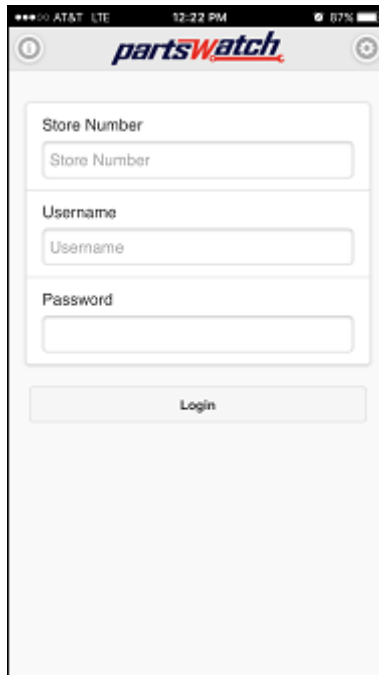 AT&T LTE 12:22 PM 87%
partswatch
Store Number
Store Number
Username
Username
Password
Login